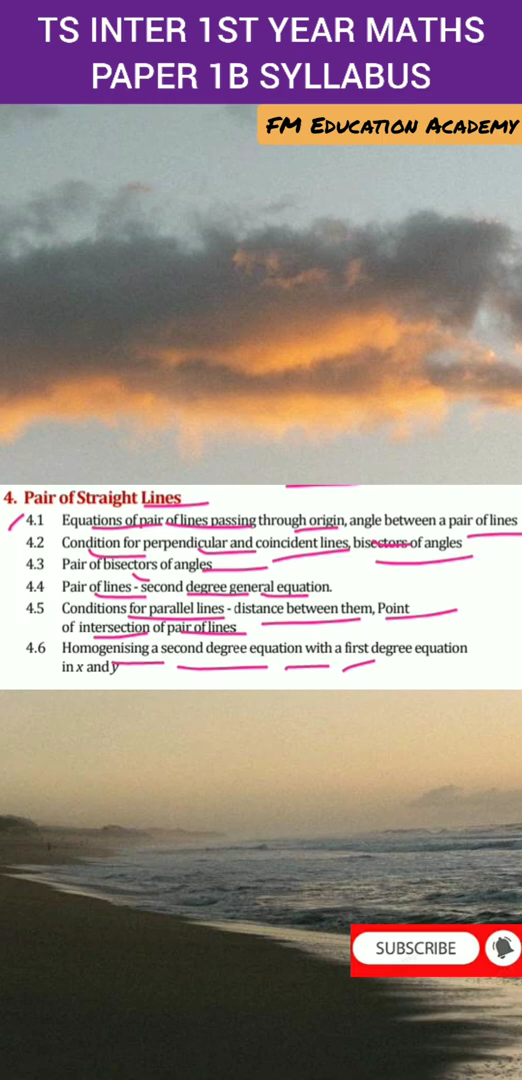 TS INTER 1ST YEAR MATHS
PAPER 1B SYLLABUS
FM EDUCATION ACADEMY
4. Pair of Straight Lines
4.1 Equations of pair of lines passing through origin, angle between a pair of lines
4.2 Condition for perpendicular and coincident lines, bisectors of angles
4.3 Pair of bisectors of angles
4.4 Pair of lines - second degree general equation.
4.5 Conditions for parallel lines - distance between them, Point
of intersection of pair of lines
4.6 Homogenising a second degree equation with a first degree equation
in x and y
SUBSCRIBE